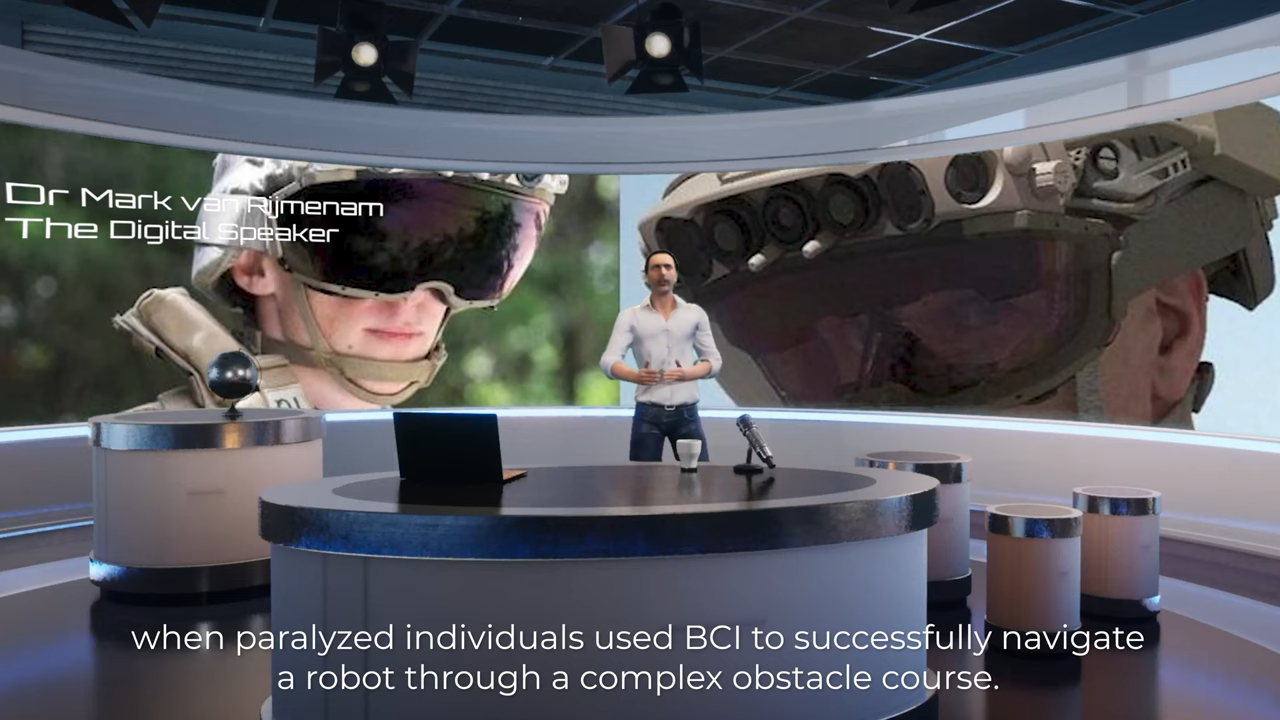 Dr Mark van Rijmenam
The Digital Speaker
when paralyzed individuals used BCI to successfully navigate
a robot through a complex obstacle course.